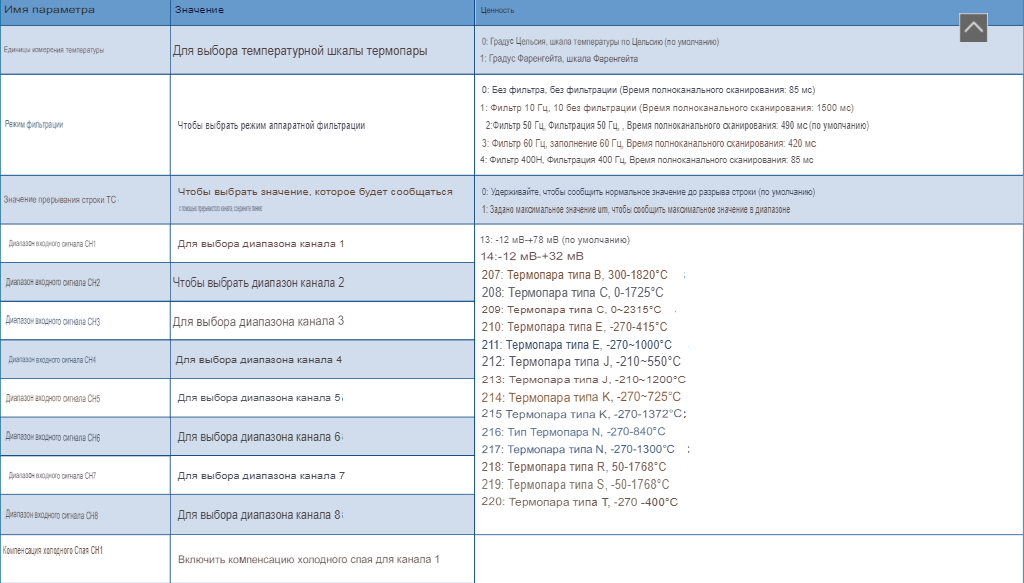 Имя параметра
Значение
Ценность
Единицы измерения температуры
Для выбора температурной шкалы термопары
0: Градус Цельсия, шкала температуры по Цельсию (по умолчанию)
1: Градус Фаренгейта, шкала Фаренгейта
Режим фильтрации
Чтобы выбрать режим аппаратной фильтрации
0: Без фильтра, без фильтрации (Время полноканального сканирования: 85 мс)
1: Фильтр 10 Гц, 10 без фильтрации (Время полноканального сканирования: 1500 мс)
2:Фильтр 50 Гц, Фильтрация 50 Гц, , Время полноканального сканирования: 490 мс (по умолчанию)
3: Фильтр 60 Гц, заполнение 60 Гц, Время полноканального сканирования: 420 мс
4: Фильтр 400Н, Фильтрация 400 Гц, Время полноканального сканирования: 85 мс
Значение прерывания строки ТС
Чтобы выбрать значение, которое будет сообщаться
0: Удерживайте, чтобы сообщить нормальное значение до разрыва строки (по умолчанию)
1: Задано максимальное значение um, чтобы сообщить максимальное значение в диапазоне
Диапазон входного сигнала CH1
Для выбора диапазона канала 1
Диапазон входного сигнала CH2
Чтобы выбрать диапазон канала 2
Диапазон входного сигнала CH3
Для выбора диапазона канала 3
Диапазон входного сигнала CH4
Для выбора диапазона канала 4
Диапазон входного сигнала CH5
Для выбора диапазона канала 5
Диапазон входного сигнала CH6
Для выбора диапазона канала 6
Диапазон входного сигнала CH7
Для выбора диапазона канала 7
Диапазон входного сигнала CH8
Для выбора диапазона канала 8
13: -12 мВ-+78 мВ (по умолчанию)
14:-12 мВ-+32 мВ
207: Термопара типа B, 300-1820°C ;
208: Термопара типа C, 0-1725°C
209: Термопара типа C, 0~2315°C
210: Термопара типа E, -270-415°C
211: Термопара типа E, -270~1000°C
212: Термопара типа J, -210~550°C
213: Термопара типа J, -210~1200°C
214: Термопара типа K, -270~725°C
215 Термопара типа K, -270-1372°C;
216: Тип Термопара N, -270-840°C
217: Термопара типа N, -270-1300°C ;
218: Термопара типа R, 50-1768°C
219: Термопара типа S, -50-1768°C
220: Термопара типа T, -270 -400°C
Компенсация холодного Спая CH1
Включить компенсацию холодного спая для канала 1